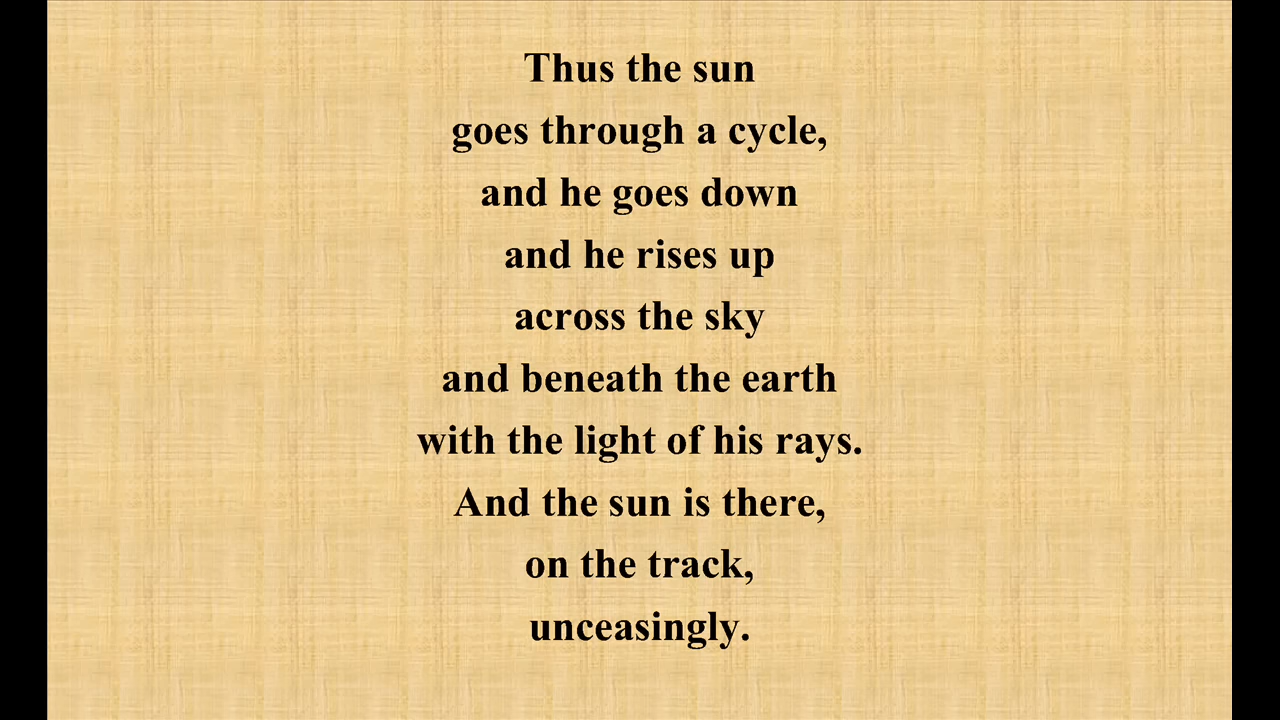 Thus the sun
goes through a cycle,
and he goes down
and he rises up
across the sky
and beneath the earth
with the light of his rays.
And the sun is there,
on the track,
unceasingly.